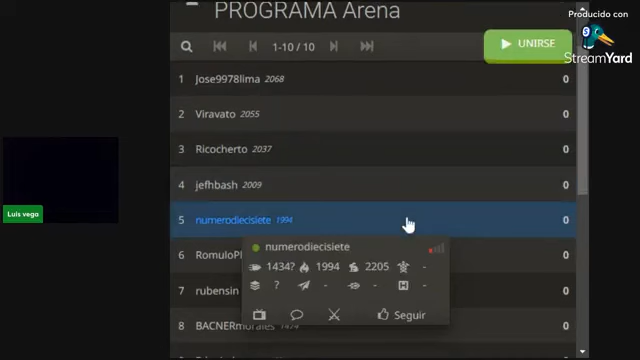 PROGRAMA Arena
Producido con
StreamYard
1-10 / 10
UNIRSE
1 Jose9978lima 2068 0
2 Viravato 2055 0
3 Ricocherto 2037 0
4 jefhbash 2009 0
5 numerodiecisiete 1994 0
Luis vega
numerodiecisiete
6 RomuloPl 0
1434? 1994 2205 -
7 rubensin 0
? - - -
Seguir
8 BACNERmorales 1474 0